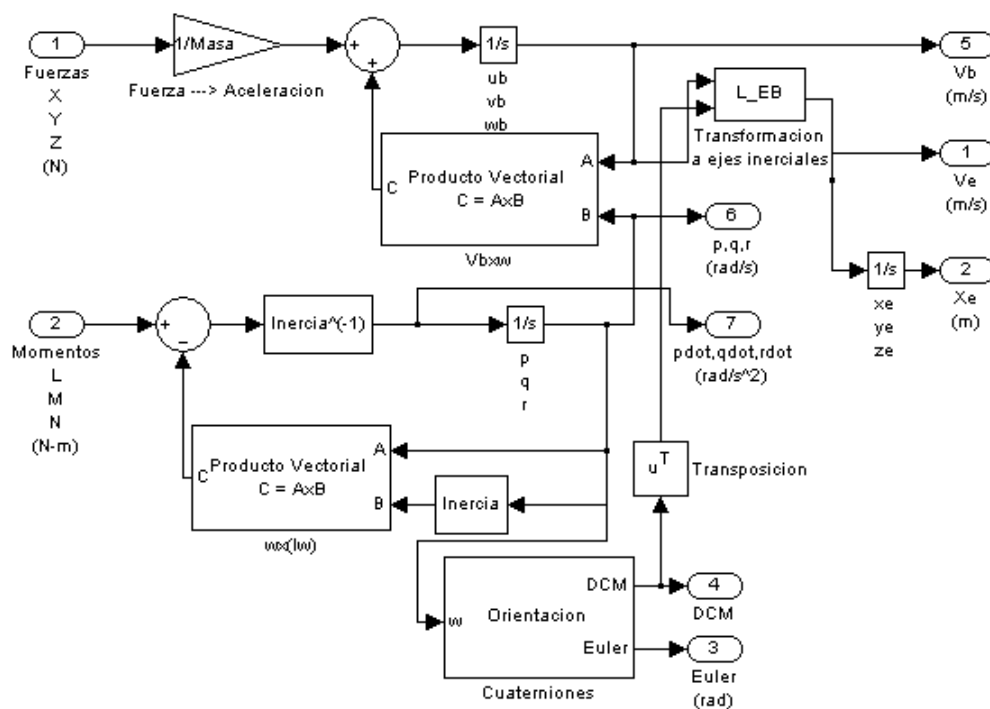 1
Fuerzas
X
Y
Z
(N)
1/Masa
Fuerza ---> Aceleracion
+
+
1/s
ub
vb
wb
Producto Vectorial
C = AxB
A
B
C
Vbxw
L_EB
Transformacion
a ejes inerciales
5
Vb
(m/s)
1
Ve
(m/s)
6
p,q,r
(rad/s)
1/s
xe
ye
ze
2
Xe
(m)
2
Momentos
L
M
N
(N-m)
+
−
Inercia^(-1)
1/s
p
q
r
7
pdot,qdot,rdot
(rad/s^2)
Producto Vectorial
C = AxB
A
B
C
wx(Iw)
Inercia
u^T
Transposicion
w
Orientacion
DCM
Euler
Cuaterniones
4
DCM
3
Euler
(rad)